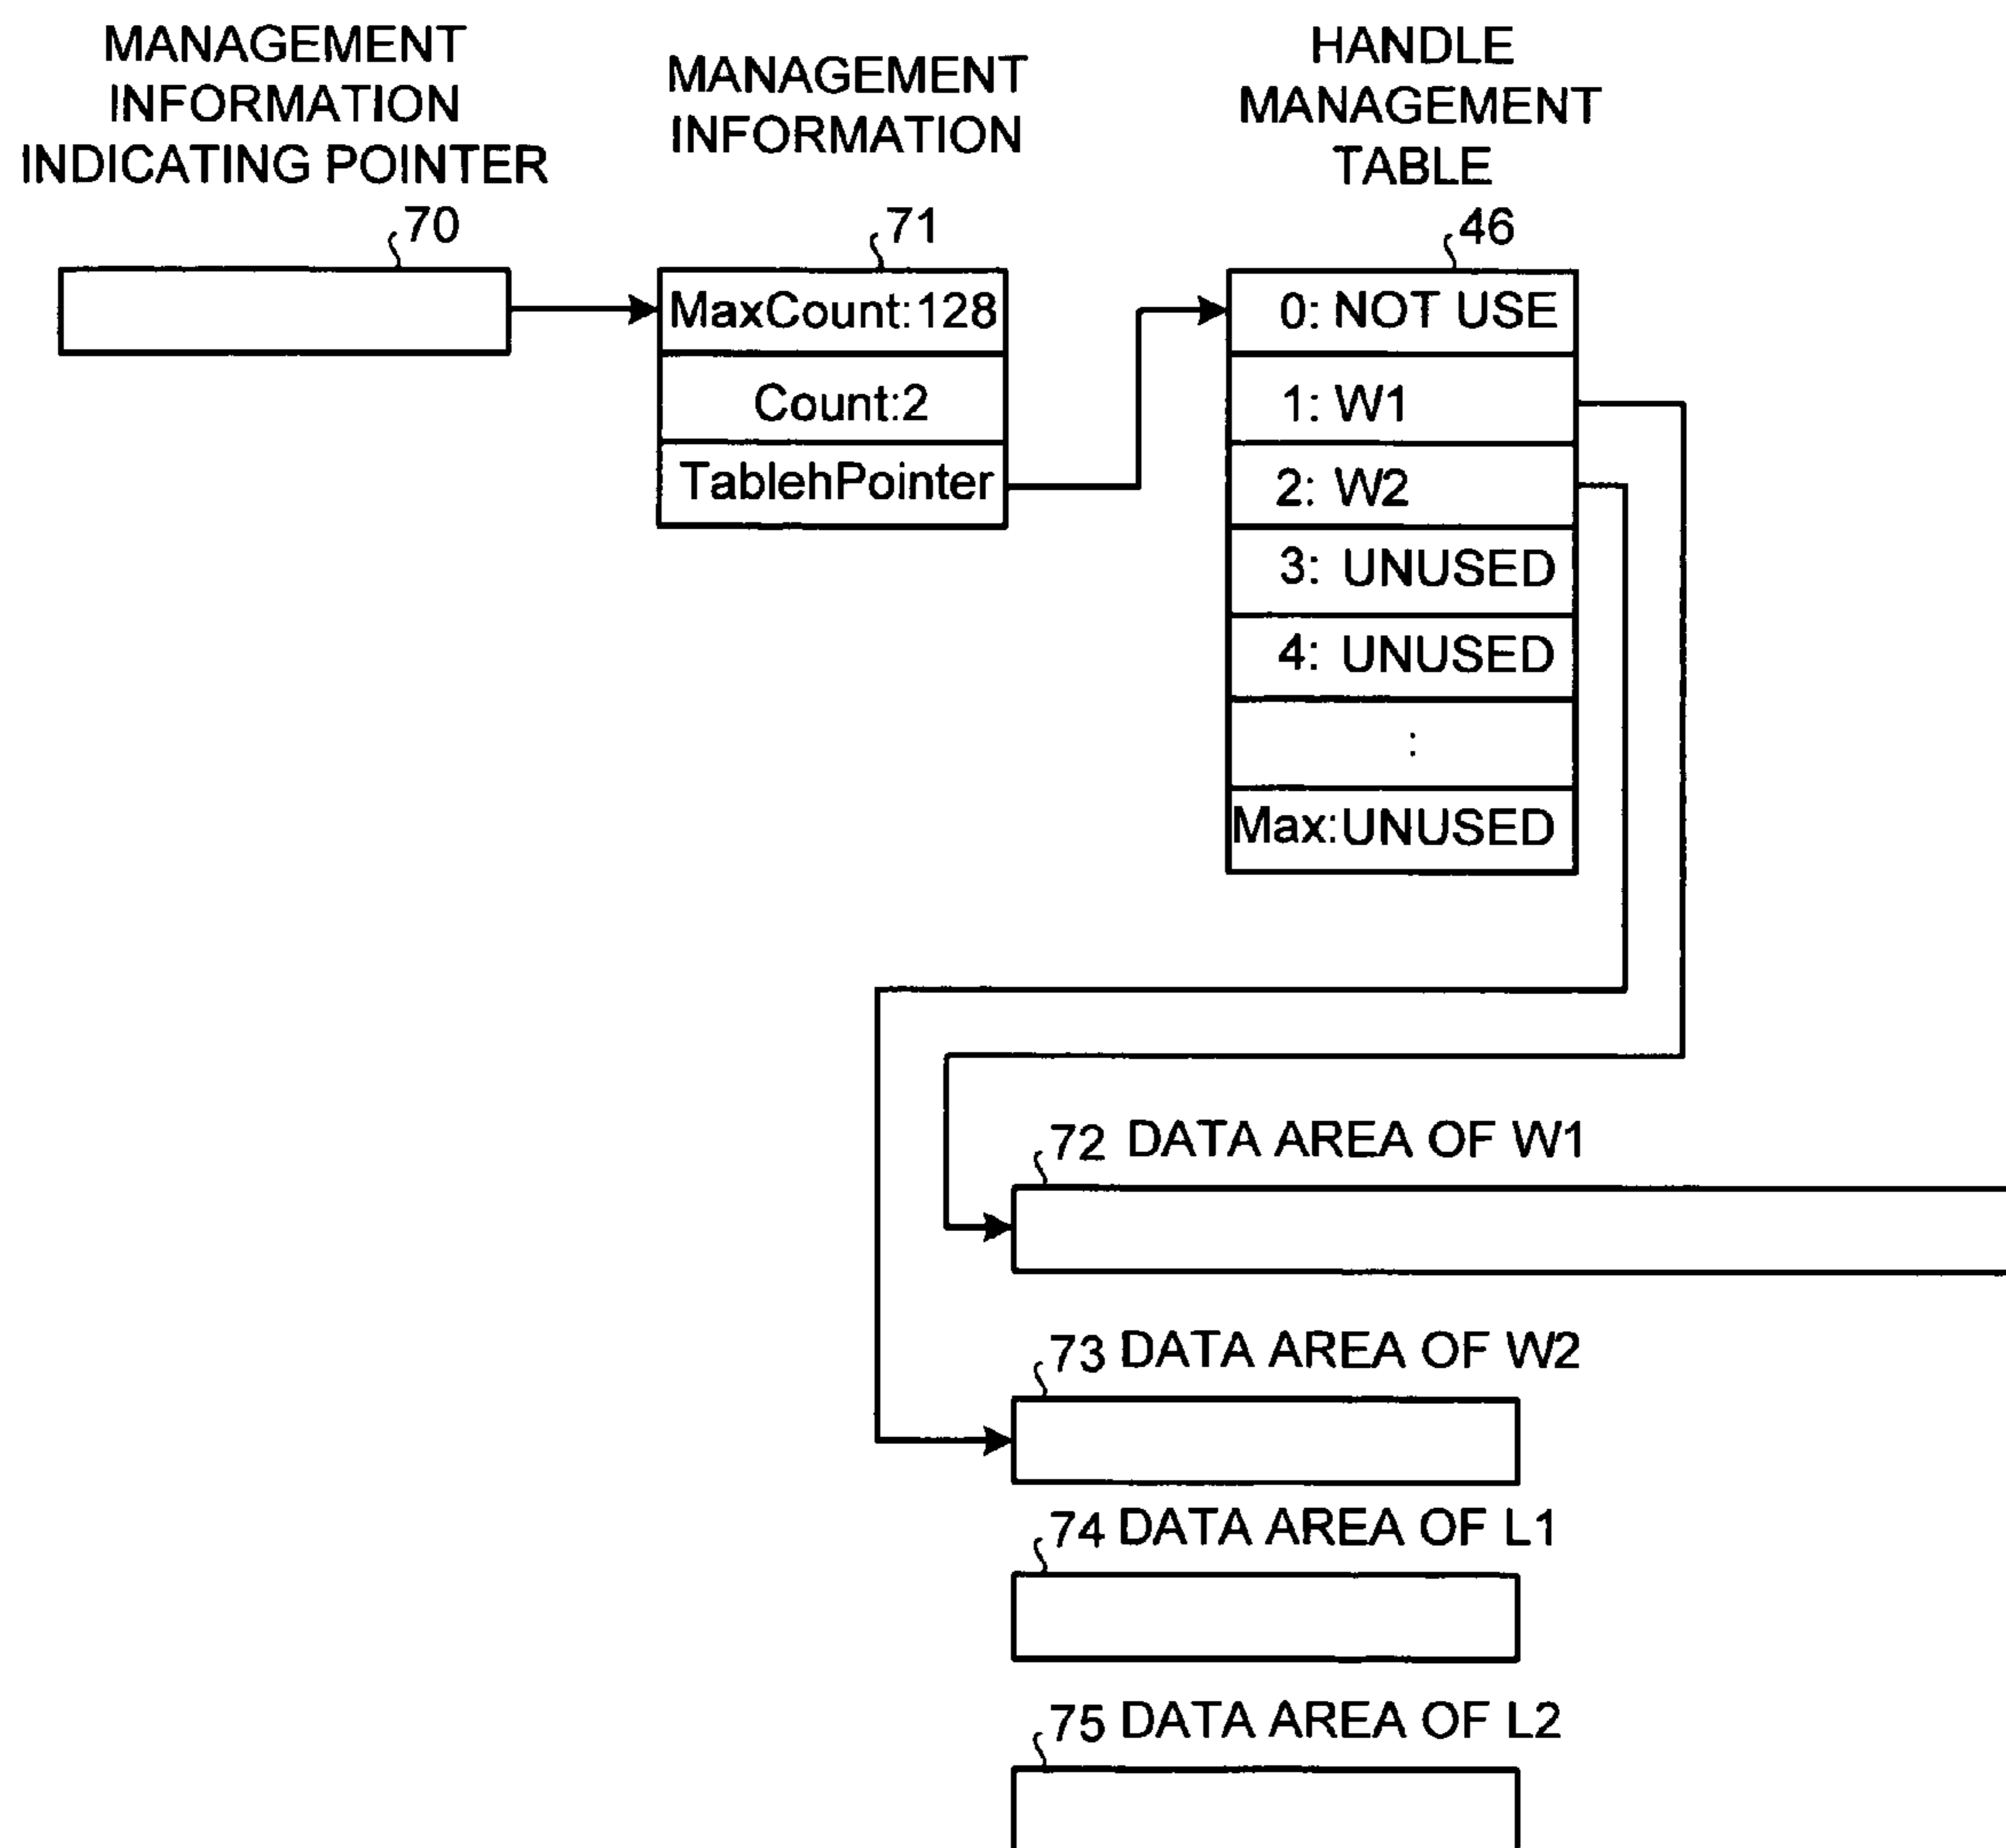 MANAGEMENT
INFORMATION
INDICATING POINTER
70
MANAGEMENT
INFORMATION
71
MaxCount:128
Count:2
TablehPointer
HANDLE
MANAGEMENT
TABLE
46
0: NOT USE
1: W1
2: W2
3: UNUSED
4: UNUSED
:
Max:UNUSED
72 DATA AREA OF W1
73 DATA AREA OF W2
74 DATA AREA OF L1
75 DATA AREA OF L2